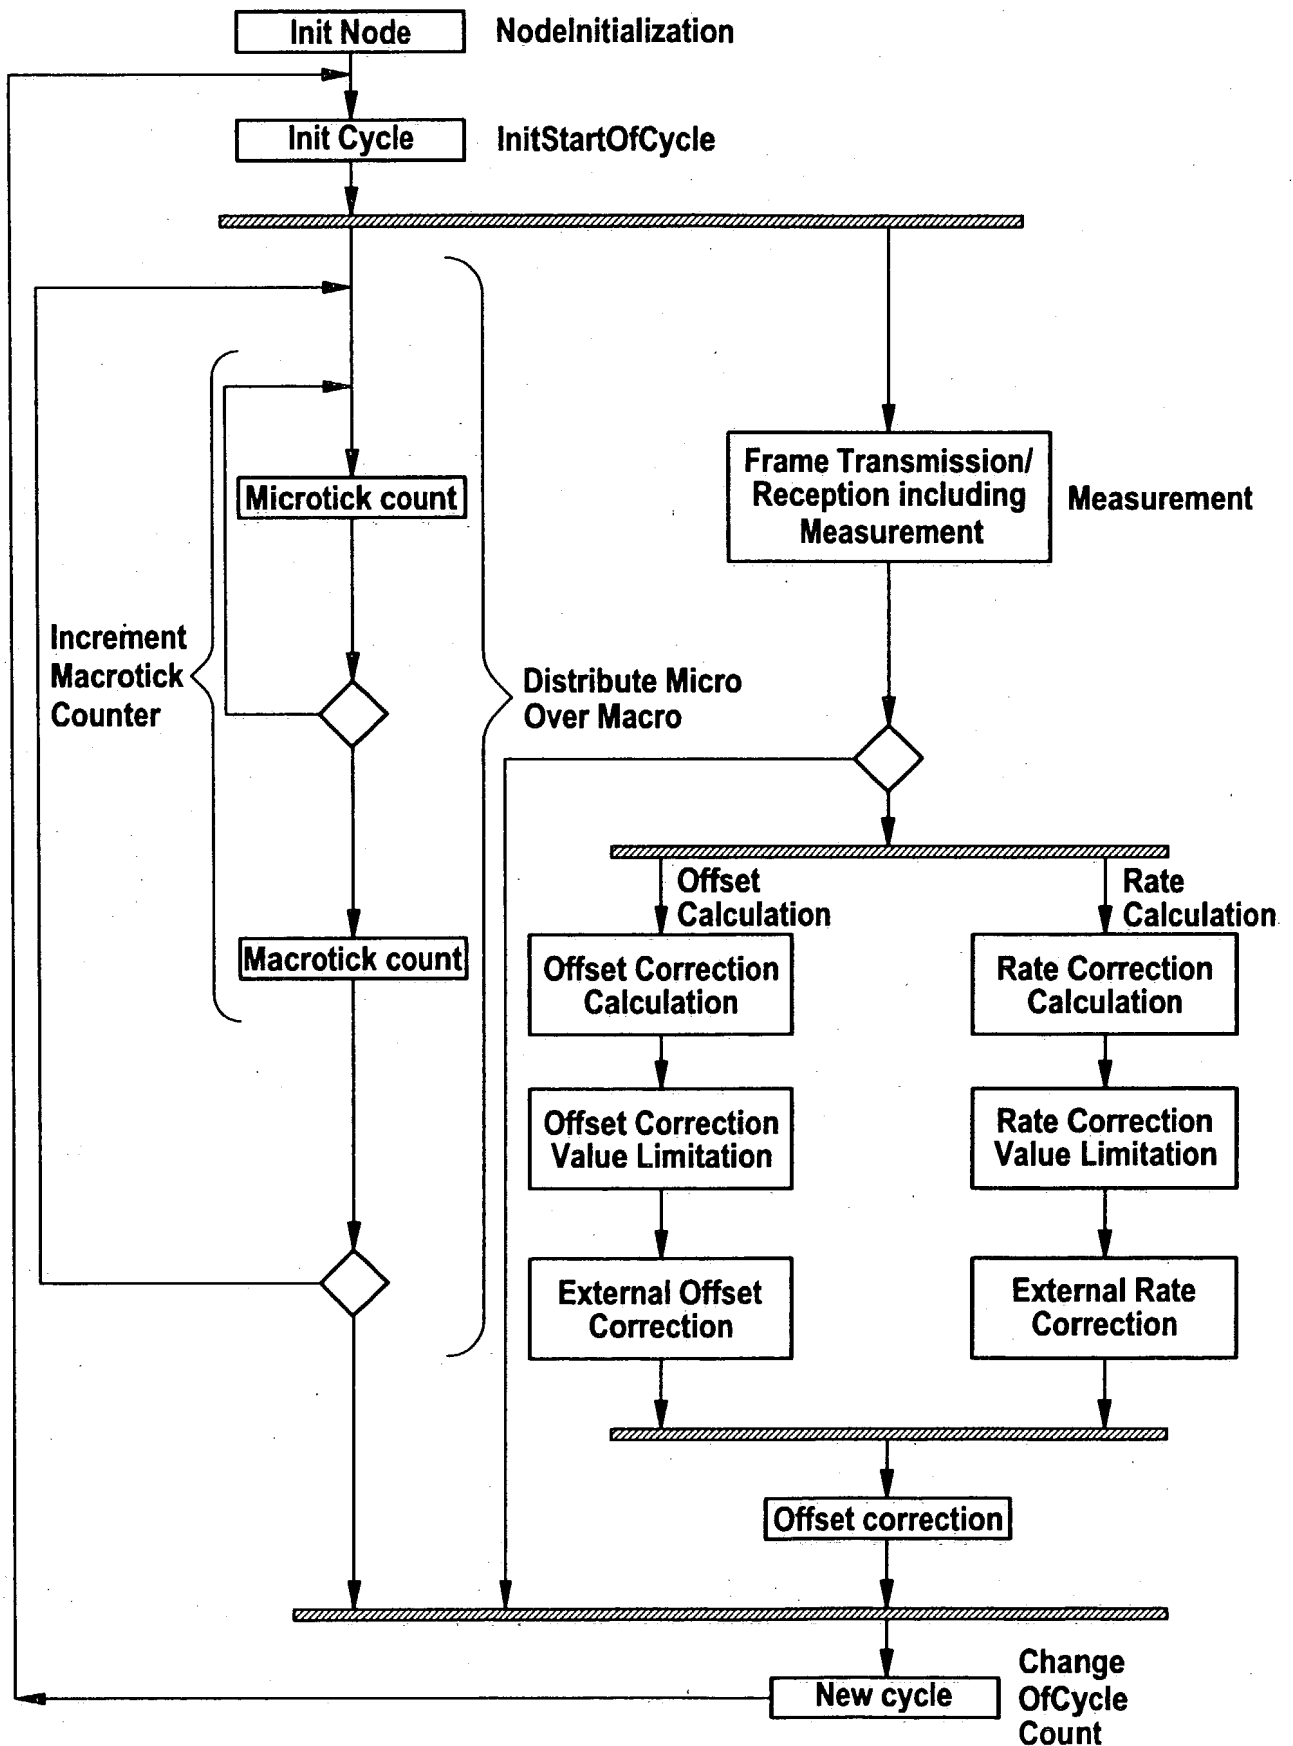 Init Node
NodeInitialization
Init Cycle
InitStartOfCycle
Microtick count
Frame Transmission/
Reception including
Measurement
Measurement
Increment
Macrotick
Counter
Distribute Micro
Over Macro
Offset
Calculation
Rate
Calculation
Macrotick count
Offset Correction
Calculation
Rate Correction
Calculation
Offset Correction
Value Limitation
Rate Correction
Value Limitation
External Offset
Correction
External Rate
Correction
Offset correction
New cycle
Change
OfCycle
Count